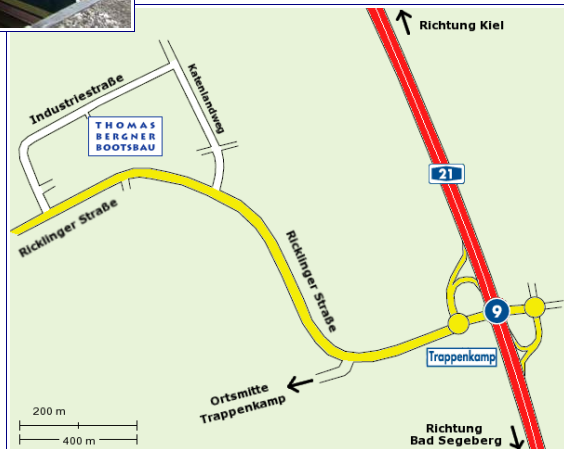 Richtung Kiel
Industriestraße
Katenlandweg
THOMAS
BERGNER
BOOTSBAU
21
Ricklinger Straße
Ricklinger Straße
9
Trappenkamp
Ortsmitte
Trappenkamp
200 m
400 m
Richtung
Bad Segeberg